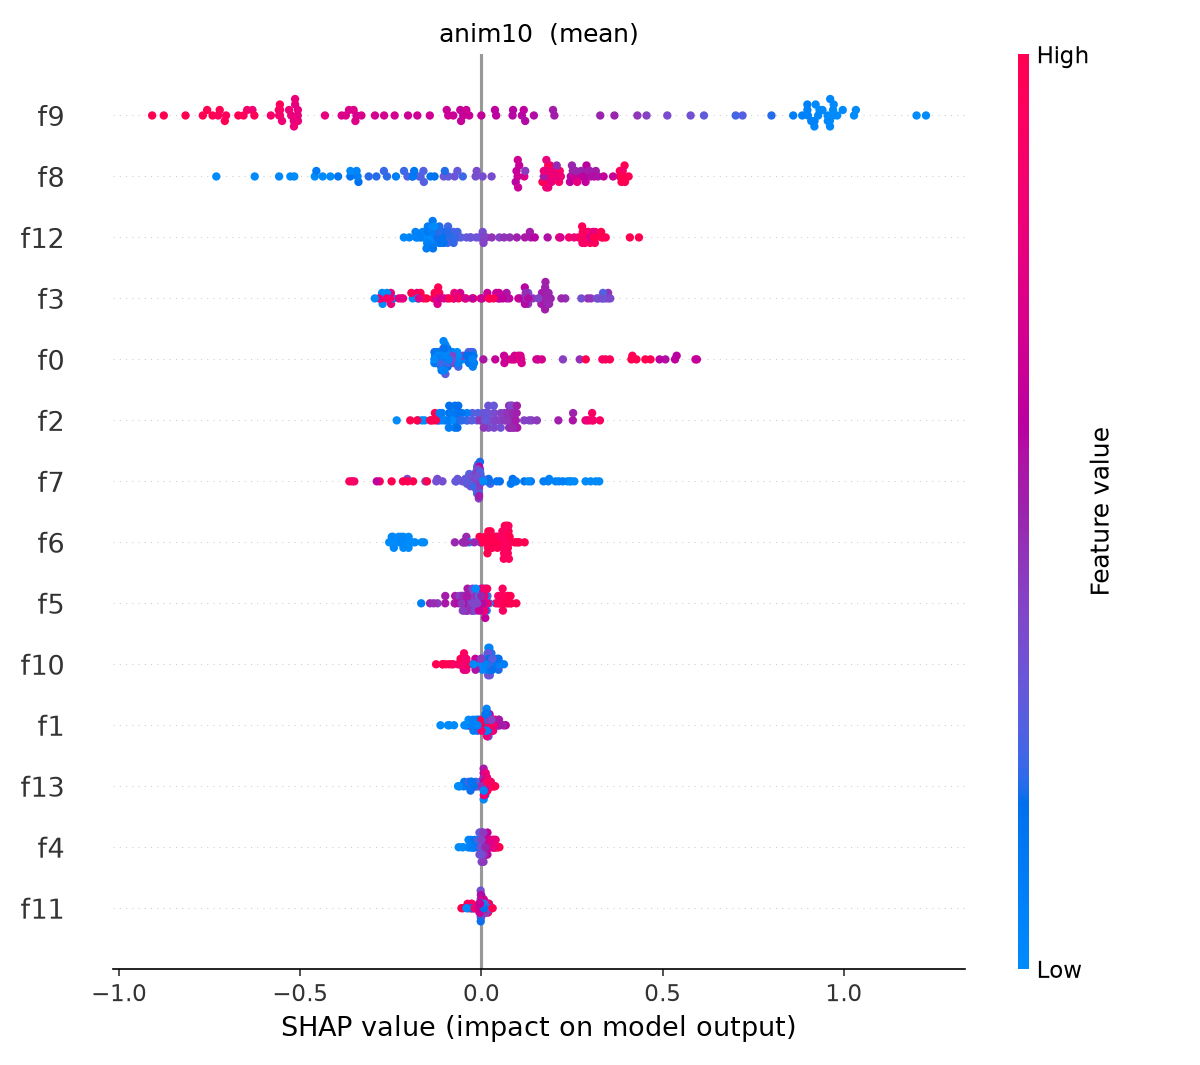 anim10 (mean)
High
f9
f8
f12
f3
f0
f2
f7
f6
f5
f10
f1
f13
f4
f11
Feature value
Low
−1.0 −0.5 0.0 0.5 1.0
SHAP value (impact on model output)